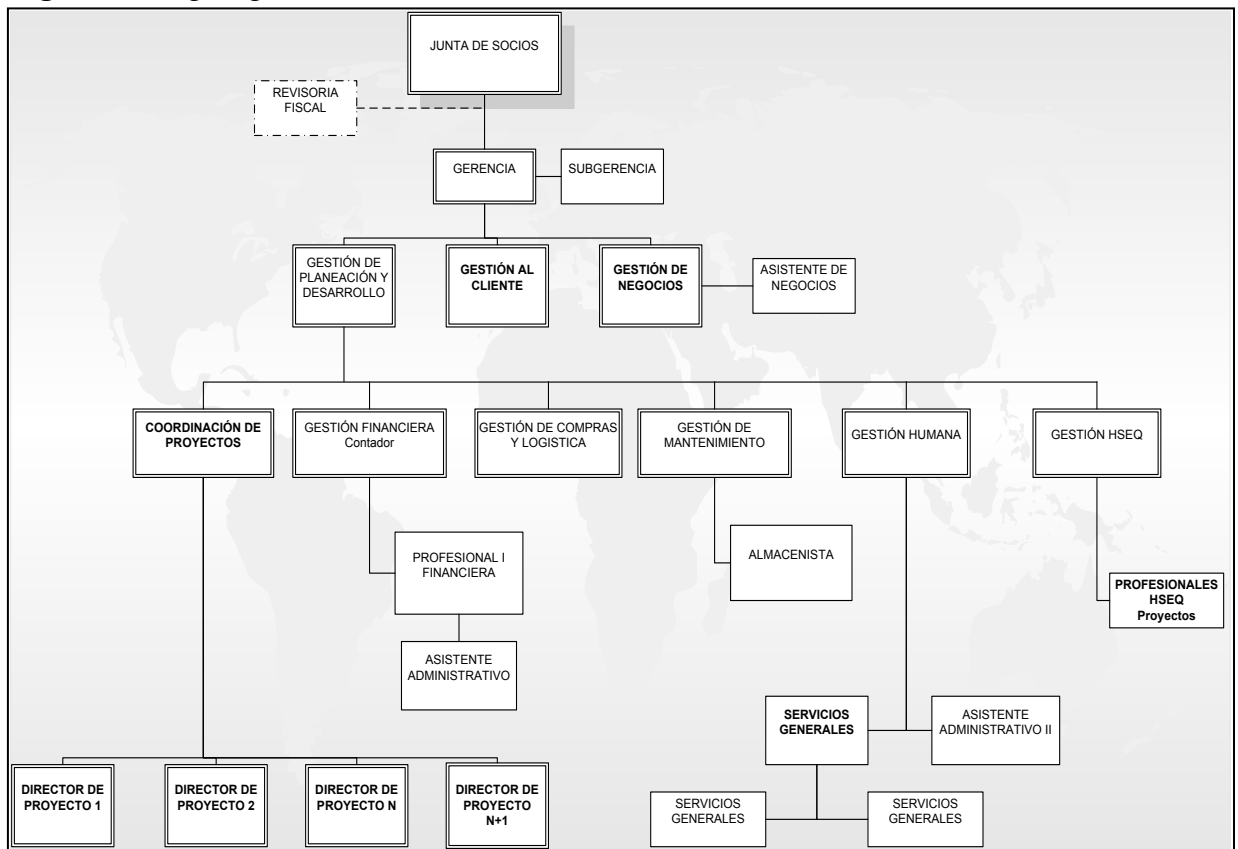 JUNTA DE SOCIOS
REVISORIA
FISCAL
GERENCIA
SUBGERENCIA
GESTIÓN DE
PLANEACIÓN Y
DESARROLLO
GESTIÓN AL
CLIENTE
GESTIÓN DE
NEGOCIOS
ASISTENTE DE
NEGOCIOS
COORDINACIÓN DE
PROYECTOS
GESTIÓN FINANCIERA
Contador
GESTIÓN DE COMPRAS
Y LOGISTICA
GESTIÓN DE
MANTENIMIENTO
GESTIÓN HUMANA
GESTIÓN HSEQ
PROFESIONAL I
FINANCIERA
ALMACENISTA
PROFESIONALES
HSEQ
Proyectos
ASISTENTE
ADMINISTRATIVO
SERVICIOS
GENERALES
ASISTENTE
ADMINISTRATIVO II
DIRECTOR DE
PROYECTO 1
DIRECTOR DE
PROYECTO 2
DIRECTOR DE
PROYECTO N
DIRECTOR DE
PROYECTO
N+1
SERVICIOS
GENERALES
SERVICIOS
GENERALES